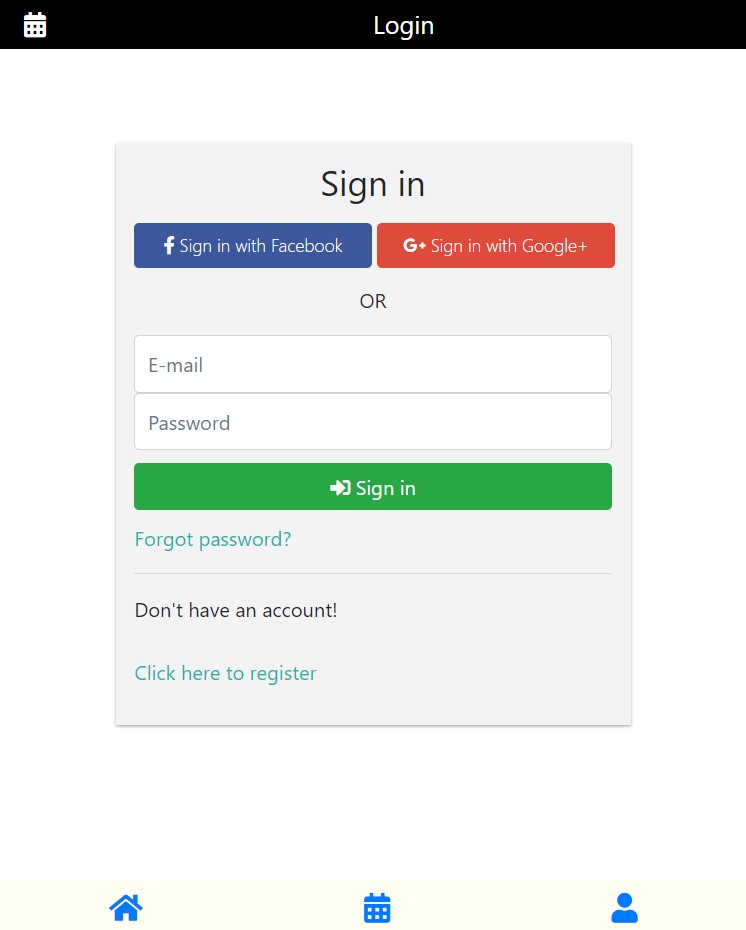 Login
Sign in
Sign in with Facebook
G+ Sign in with Google+
OR
E-mail
Password
Sign in
Forgot password?
Don't have an account!
Click here to register